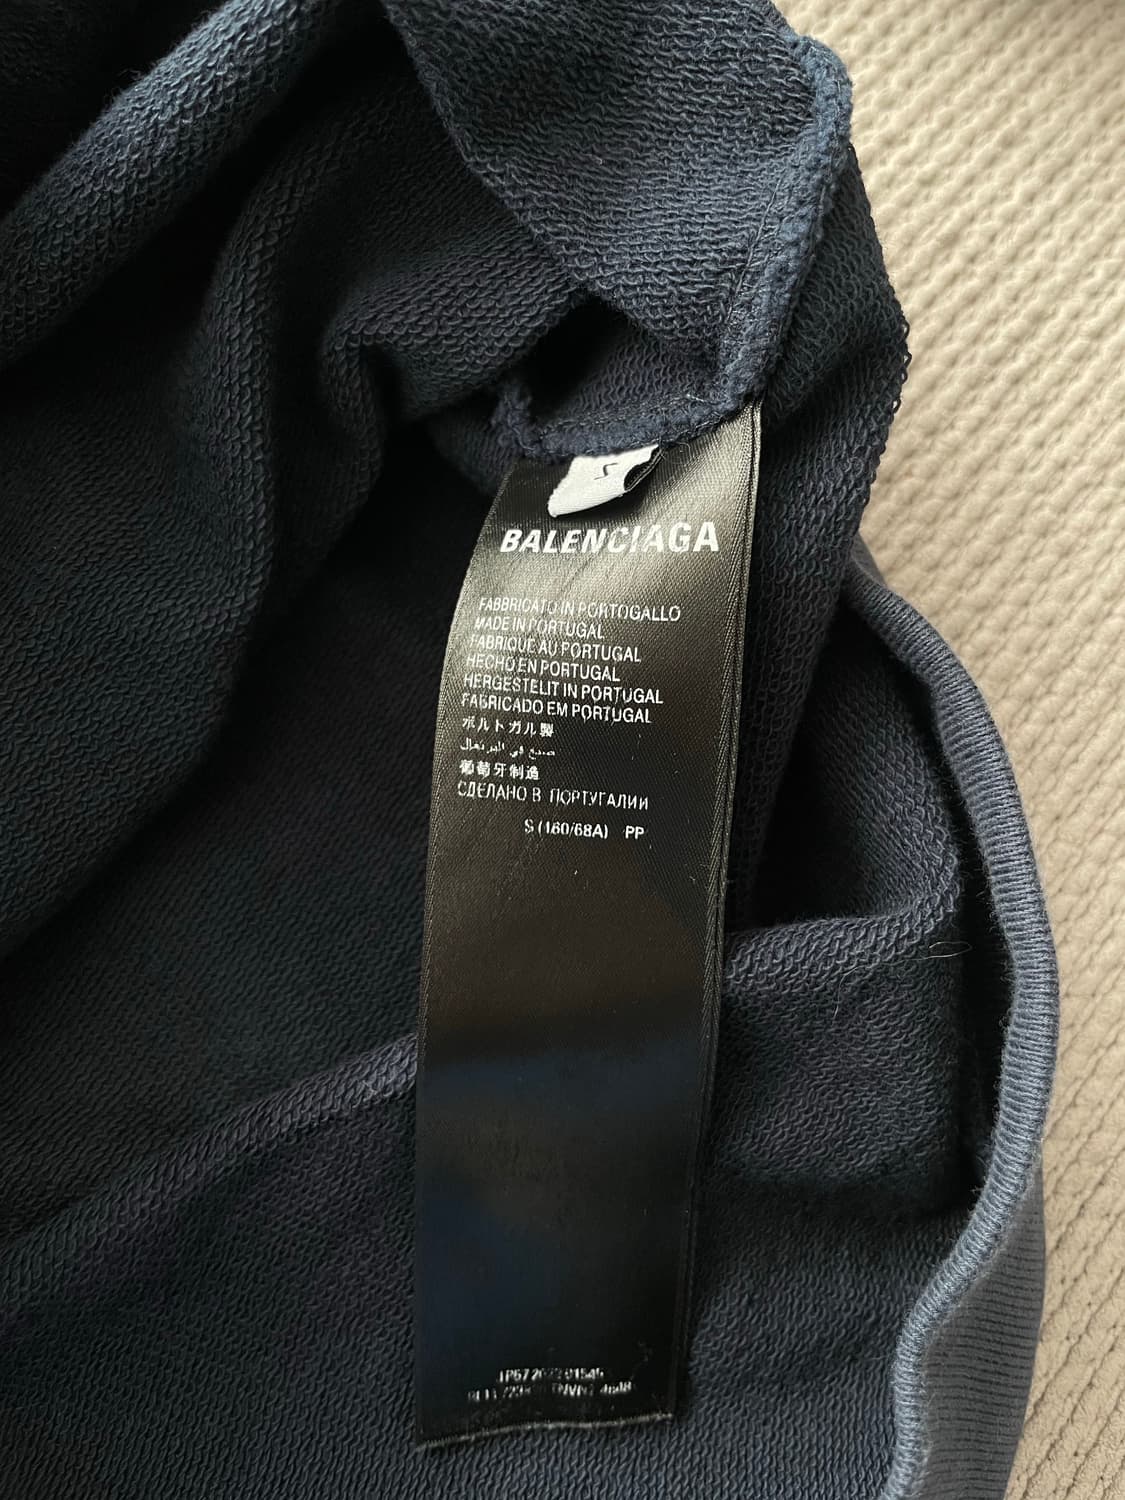 BALENCIAGA
FABBRICATO IN PORTOGALLO
MADE IN PORTUGAL
FABRIQUE AU PORTUGAL
HECHO EN PORTUGAL
HERGESTELIT IN PORTUGAL
FABRICADO EM PORTUGAL
ポルトガル製
صنع في البرتغال
葡萄牙制造
СДЕЛАНО В ПОРТУГАЛИИ
S (160/68A) PP